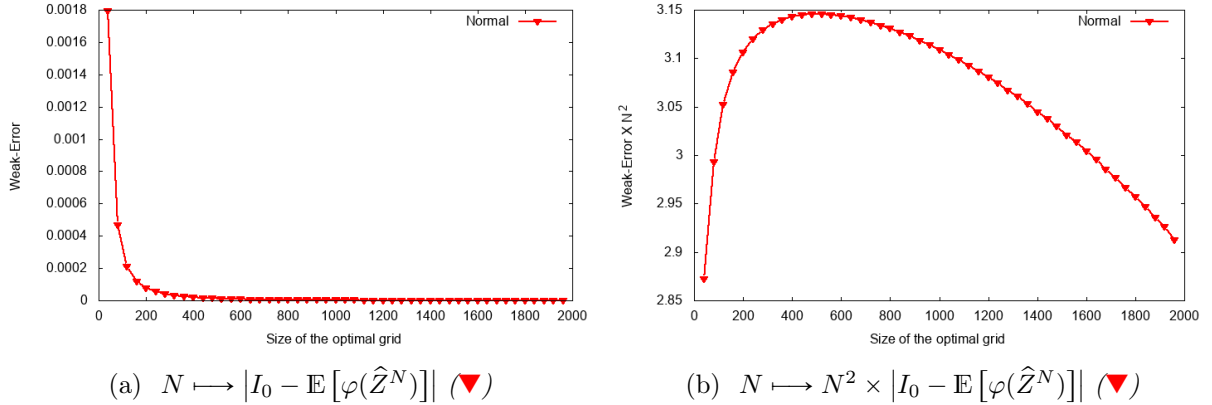 0.0018
0.0016
0.0014
0.0012
0.001
0.0008
0.0006
0.0004
0.0002
0
Weak-Error
Normal
0 200 400 600 800 1000 1200 1400 1600 1800 2000
Size of the optimal grid
3.15
3.1
3.05
3
2.95
2.9
2.85
Weak-Error X N²
Normal
0 200 400 600 800 1000 1200 1400 1600 1800 2000
Size of the optimal grid
(a) N ⟼ |I₀ − 𝔼[φ(Ẑᴺ)]| (▼)
(b) N ⟼ N² × |I₀ − 𝔼[φ(Ẑᴺ)]| (▼)